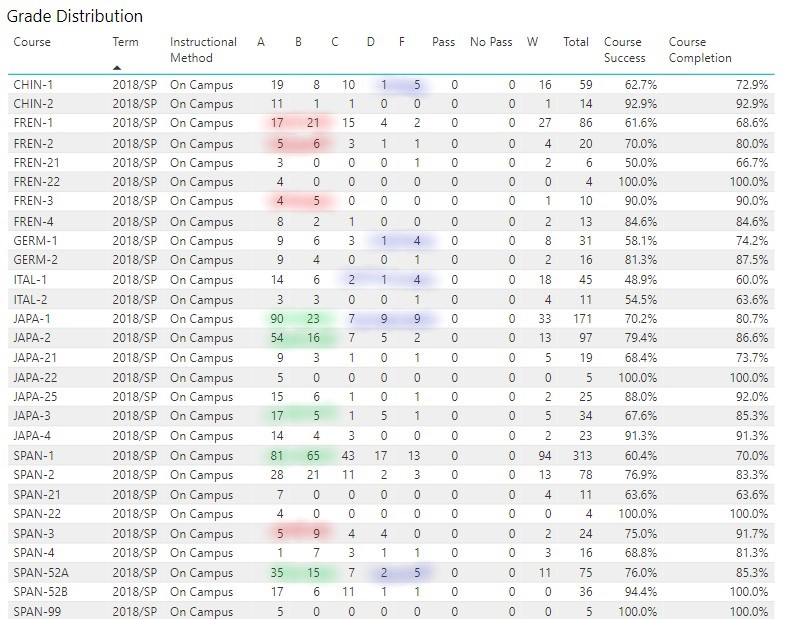 Grade Distribution
Course Term Instructional Method A B C D F Pass No Pass W Total Course Success Course Completion
CHIN-1 2018/SP On Campus 19 8 10 1 5 0 0 16 59 62.7% 72.9%
CHIN-2 2018/SP On Campus 11 1 1 0 0 0 0 1 14 92.9% 92.9%
FREN-1 2018/SP On Campus 17 21 15 4 2 0 0 27 86 61.6% 68.6%
FREN-2 2018/SP On Campus 5 6 3 1 1 0 0 4 20 70.0% 80.0%
FREN-21 2018/SP On Campus 3 0 0 0 1 0 0 2 6 50.0% 66.7%
FREN-22 2018/SP On Campus 4 0 0 0 0 0 0 0 4 100.0% 100.0%
FREN-3 2018/SP On Campus 4 5 0 0 0 0 0 1 10 90.0% 90.0%
FREN-4 2018/SP On Campus 8 2 1 0 0 0 0 2 13 84.6% 84.6%
GERM-1 2018/SP On Campus 9 6 3 1 4 0 0 8 31 58.1% 74.2%
GERM-2 2018/SP On Campus 9 4 0 0 1 0 0 2 16 81.3% 87.5%
ITAL-1 2018/SP On Campus 14 6 2 1 4 0 0 18 45 48.9% 60.0%
ITAL-2 2018/SP On Campus 3 3 0 0 1 0 0 4 11 54.5% 63.6%
JAPA-1 2018/SP On Campus 90 23 7 9 9 0 0 33 171 70.2% 80.7%
JAPA-2 2018/SP On Campus 54 16 7 5 2 0 0 13 97 79.4% 86.6%
JAPA-21 2018/SP On Campus 9 3 1 0 1 0 0 5 19 68.4% 73.7%
JAPA-22 2018/SP On Campus 5 0 0 0 0 0 0 0 5 100.0% 100.0%
JAPA-25 2018/SP On Campus 15 6 1 0 1 0 0 2 25 88.0% 92.0%
JAPA-3 2018/SP On Campus 17 5 1 5 1 0 0 5 34 67.6% 85.3%
JAPA-4 2018/SP On Campus 14 4 3 0 0 0 0 2 23 91.3% 91.3%
SPAN-1 2018/SP On Campus 81 65 43 17 13 0 0 94 313 60.4% 70.0%
SPAN-2 2018/SP On Campus 28 21 11 2 3 0 0 13 78 76.9% 83.3%
SPAN-21 2018/SP On Campus 7 0 0 0 0 0 0 4 11 63.6% 63.6%
SPAN-22 2018/SP On Campus 4 0 0 0 0 0 0 0 4 100.0% 100.0%
SPAN-3 2018/SP On Campus 5 9 4 4 0 0 0 2 24 75.0% 91.7%
SPAN-4 2018/SP On Campus 1 7 3 1 1 0 0 3 16 68.8% 81.3%
SPAN-52A 2018/SP On Campus 35 15 7 2 5 0 0 11 75 76.0% 85.3%
SPAN-52B 2018/SP On Campus 17 6 11 1 1 0 0 0 36 94.4% 100.0%
SPAN-99 2018/SP On Campus 5 0 0 0 0 0 0 0 5 100.0% 100.0%